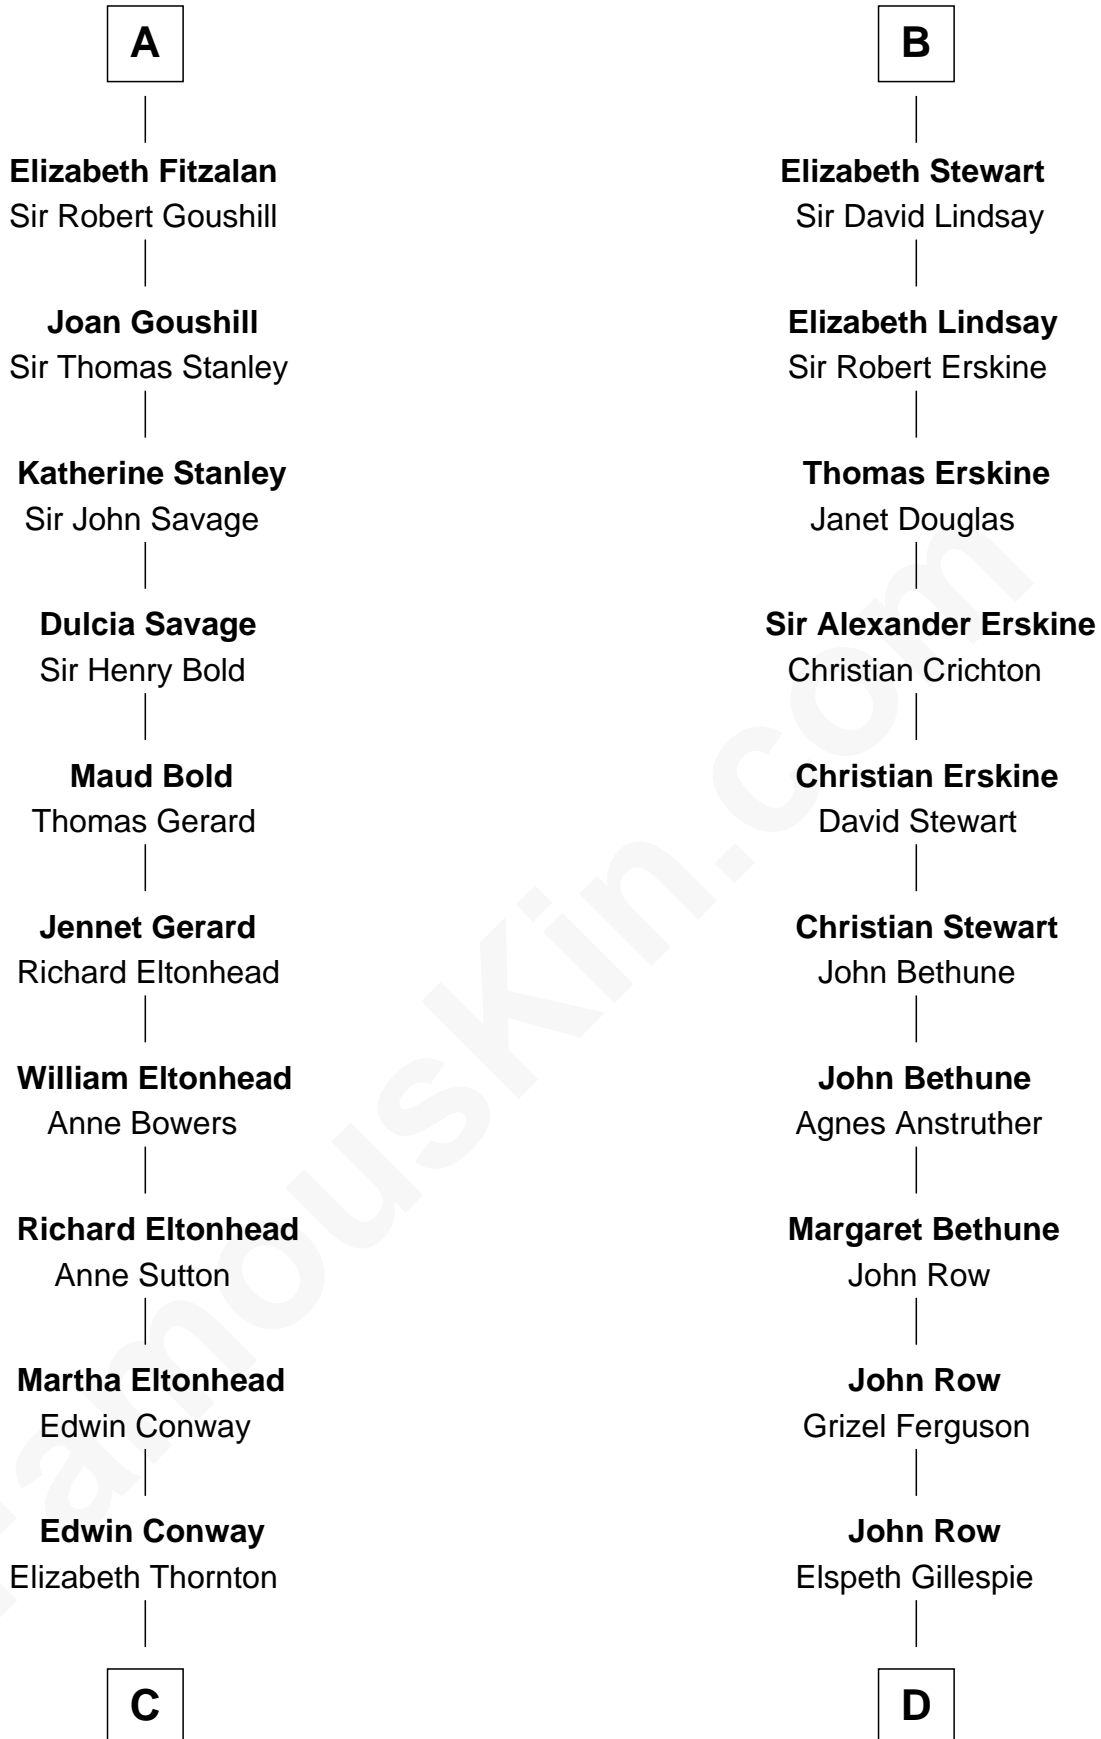 A
Elizabeth Fitzalan
Sir Robert Goushill
Joan Goushill
Sir Thomas Stanley
Katherine Stanley
Sir John Savage
Dulcia Savage
Sir Henry Bold
Maud Bold
Thomas Gerard
Jennet Gerard
Richard Eltonhead
William Eltonhead
Anne Bowers
Richard Eltonhead
Anne Sutton
Martha Eltonhead
Edwin Conway
Edwin Conway
Elizabeth Thornton
C
B
Elizabeth Stewart
Sir David Lindsay
Elizabeth Lindsay
Sir Robert Erskine
Thomas Erskine
Janet Douglas
Sir Alexander Erskine
Christian Crichton
Christian Erskine
David Stewart
Christian Stewart
John Bethune
John Bethune
Agnes Anstruther
Margaret Bethune
John Row
John Row
Grizel Ferguson
John Row
Elspeth Gillespie
D
FamousKin.com